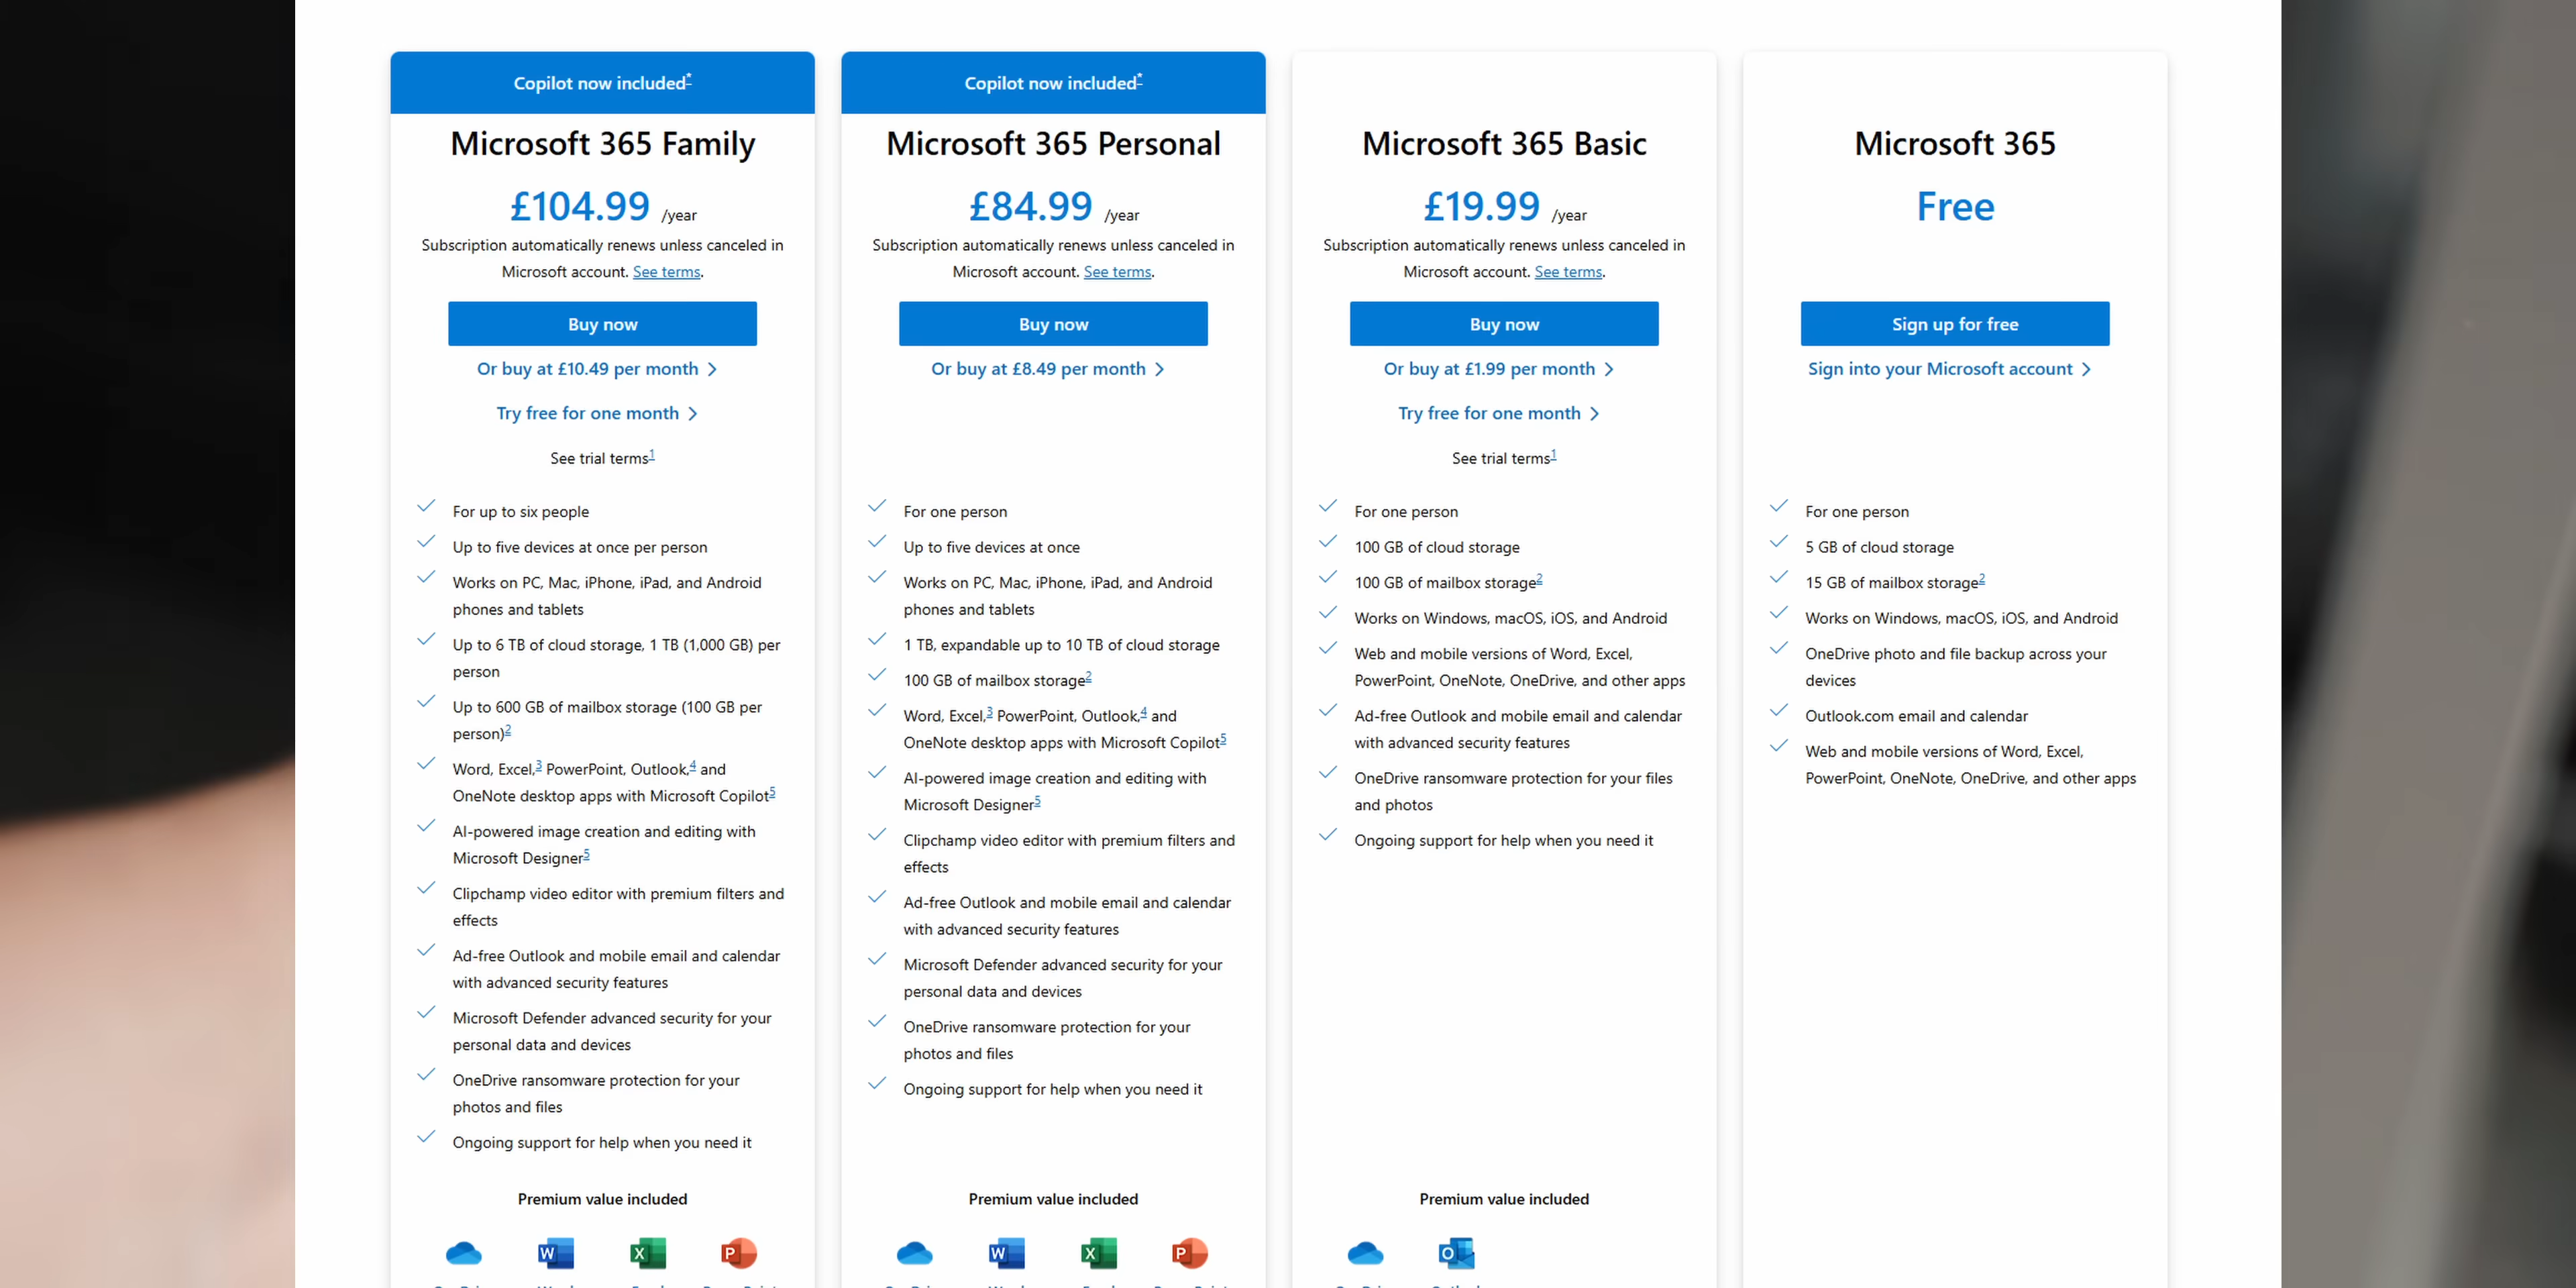 Copilot now included*
Microsoft 365 Family
£104.99 /year
Subscription automatically renews unless canceled in
Microsoft account. See terms.
Buy now
Or buy at £10.49 per month
Try free for one month
See trial terms1
For up to six people
Up to five devices at once per person
Works on PC, Mac, iPhone, iPad, and Android
phones and tablets
Up to 6 TB of cloud storage, 1 TB (1,000 GB) per
person
Up to 600 GB of mailbox storage (100 GB per
person)2
Word, Excel,3 PowerPoint, Outlook,4 and
OneNote desktop apps with Microsoft Copilot5
AI-powered image creation and editing with
Microsoft Designer5
Clipchamp video editor with premium filters and
effects
Ad-free Outlook and mobile email and calendar
with advanced security features
Microsoft Defender advanced security for your
personal data and devices
OneDrive ransomware protection for your
photos and files
Ongoing support for help when you need it
Premium value included
W X P
Copilot now included*
Microsoft 365 Personal
£84.99 /year
Subscription automatically renews unless canceled in
Microsoft account. See terms.
Buy now
Or buy at £8.49 per month
For one person
Up to five devices at once
Works on PC, Mac, iPhone, iPad, and Android
phones and tablets
1 TB, expandable up to 10 TB of cloud storage
100 GB of mailbox storage2
Word, Excel,3 PowerPoint, Outlook,4 and
OneNote desktop apps with Microsoft Copilot5
AI-powered image creation and editing with
Microsoft Designer5
Clipchamp video editor with premium filters and
effects
Ad-free Outlook and mobile email and calendar
with advanced security features
Microsoft Defender advanced security for your
personal data and devices
OneDrive ransomware protection for your
photos and files
Ongoing support for help when you need it
Premium value included
W X P
Microsoft 365 Basic
£19.99 /year
Subscription automatically renews unless canceled in
Microsoft account. See terms.
Buy now
Or buy at £1.99 per month
Try free for one month
See trial terms1
For one person
100 GB of cloud storage
100 GB of mailbox storage2
Works on Windows, macOS, iOS, and Android
Web and mobile versions of Word, Excel,
PowerPoint, OneNote, OneDrive, and other apps
Ad-free Outlook and mobile email and calendar
with advanced security features
OneDrive ransomware protection for your files
and photos
Ongoing support for help when you need it
Premium value included
O
Microsoft 365
Free
Sign up for free
Sign into your Microsoft account
For one person
5 GB of cloud storage
15 GB of mailbox storage2
Works on Windows, macOS, iOS, and Android
OneDrive photo and file backup across your
devices
Outlook.com email and calendar
Web and mobile versions of Word, Excel,
PowerPoint, OneNote, OneDrive, and other apps